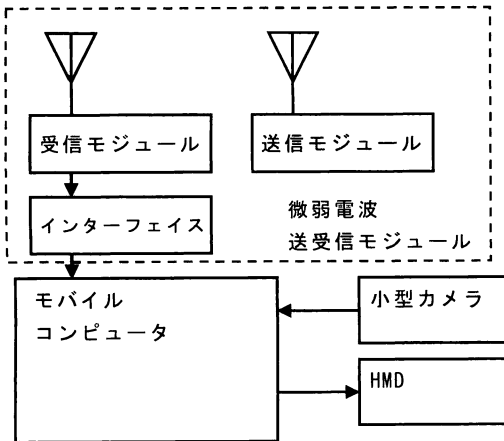 受信モジュール
送信モジュール
インターフェイス
微弱電波
送受信モジュール
モバイル
コンピュータ
小型カメラ
HMD